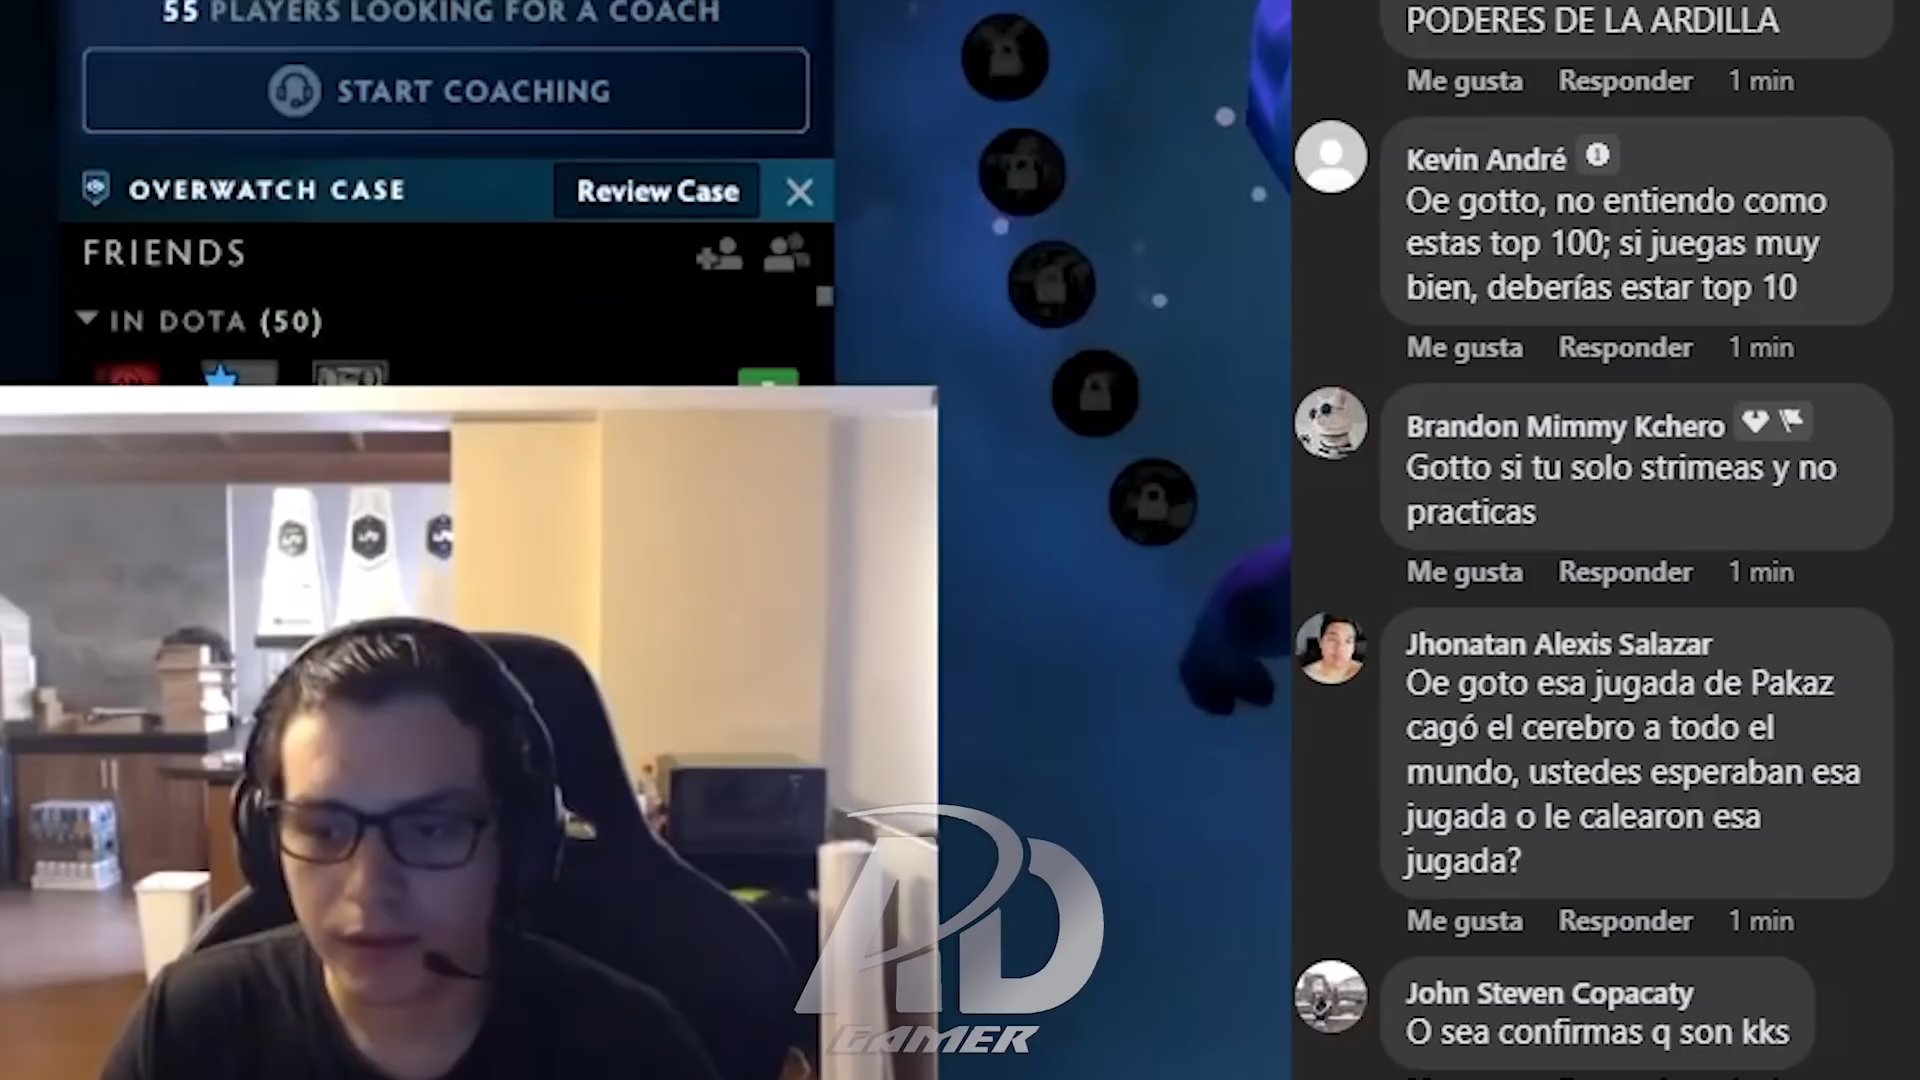 55 PLAYERS LOOKING FOR A COACH
START COACHING
OVERWATCH CASE
Review Case
FRIENDS
IN DOTA (50)
PODERES DE LA ARDILLA
Me gusta Responder 1 min
Kevin André
Oe gotto, no entiendo como
estas top 100; si juegas muy
bien, deberías estar top 10
Me gusta Responder 1 min
Brandon Mimmy Kchero
Gotto si tu solo strimeas y no
practicas
Me gusta Responder 1 min
Jhonatan Alexis Salazar
Oe goto esa jugada de Pakaz
cagó el cerebro a todo el
mundo, ustedes esperaban esa
jugada o le calearon esa
jugada?
Me gusta Responder 1 min
John Steven Copacaty
O sea confirmas q son kks
AD
GAMER